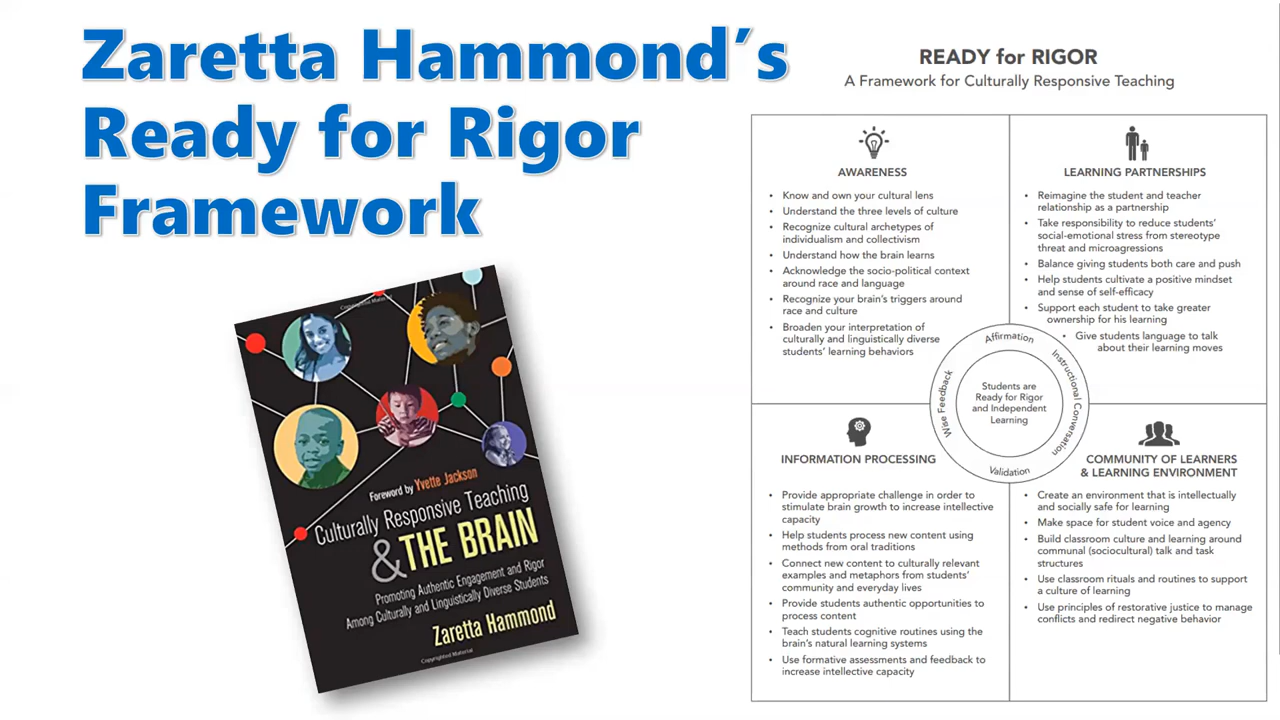 Zaretta Hammond’s
Ready for Rigor
Framework
Copyrighted Material
Foreword by Yvette Jackson
Culturally Responsive Teaching
& THE BRAIN
Promoting Authentic Engagement and Rigor
Among Culturally and Linguistically Diverse Students
Zaretta Hammond
Copyrighted Material
READY for RIGOR
A Framework for Culturally Responsive Teaching
AWARENESS
• Know and own your cultural lens
• Understand the three levels of culture
• Recognize cultural archetypes of
individualism and collectivism
• Understand how the brain learns
• Acknowledge the socio-political context
around race and language
• Recognize your brain’s triggers around
race and culture
• Broaden your interpretation of
culturally and linguistically diverse
students’ learning behaviors
LEARNING PARTNERSHIPS
• Reimagine the student and teacher
relationship as a partnership
• Take responsibility to reduce students’
social-emotional stress from stereotype
threat and microagressions
• Balance giving students both care and push
• Help students cultivate a positive mindset
and sense of self-efficacy
• Support each student to take greater
ownership for his learning
• Give students language to talk
about their learning moves
Affirmation
Instructional Conversation
Validation
Wise Feedback
Students are
Ready for Rigor
and Independent
Learning
INFORMATION PROCESSING
• Provide appropriate challenge in order to
stimulate brain growth to increase intellective
capacity
• Help students process new content using
methods from oral traditions
• Connect new content to culturally relevant
examples and metaphors from students’
community and everyday lives
• Provide students authentic opportunities to
process content
• Teach students cognitive routines using the
brain’s natural learning systems
• Use formative assessments and feedback to
increase intellective capacity
COMMUNITY OF LEARNERS
& LEARNING ENVIRONMENT
• Create an environment that is intellectually
and socially safe for learning
• Make space for student voice and agency
• Build classroom culture and learning around
communal (sociocultural) talk and task
structures
• Use classroom rituals and routines to support
a culture of learning
• Use principles of restorative justice to manage
conflicts and redirect negative behavior